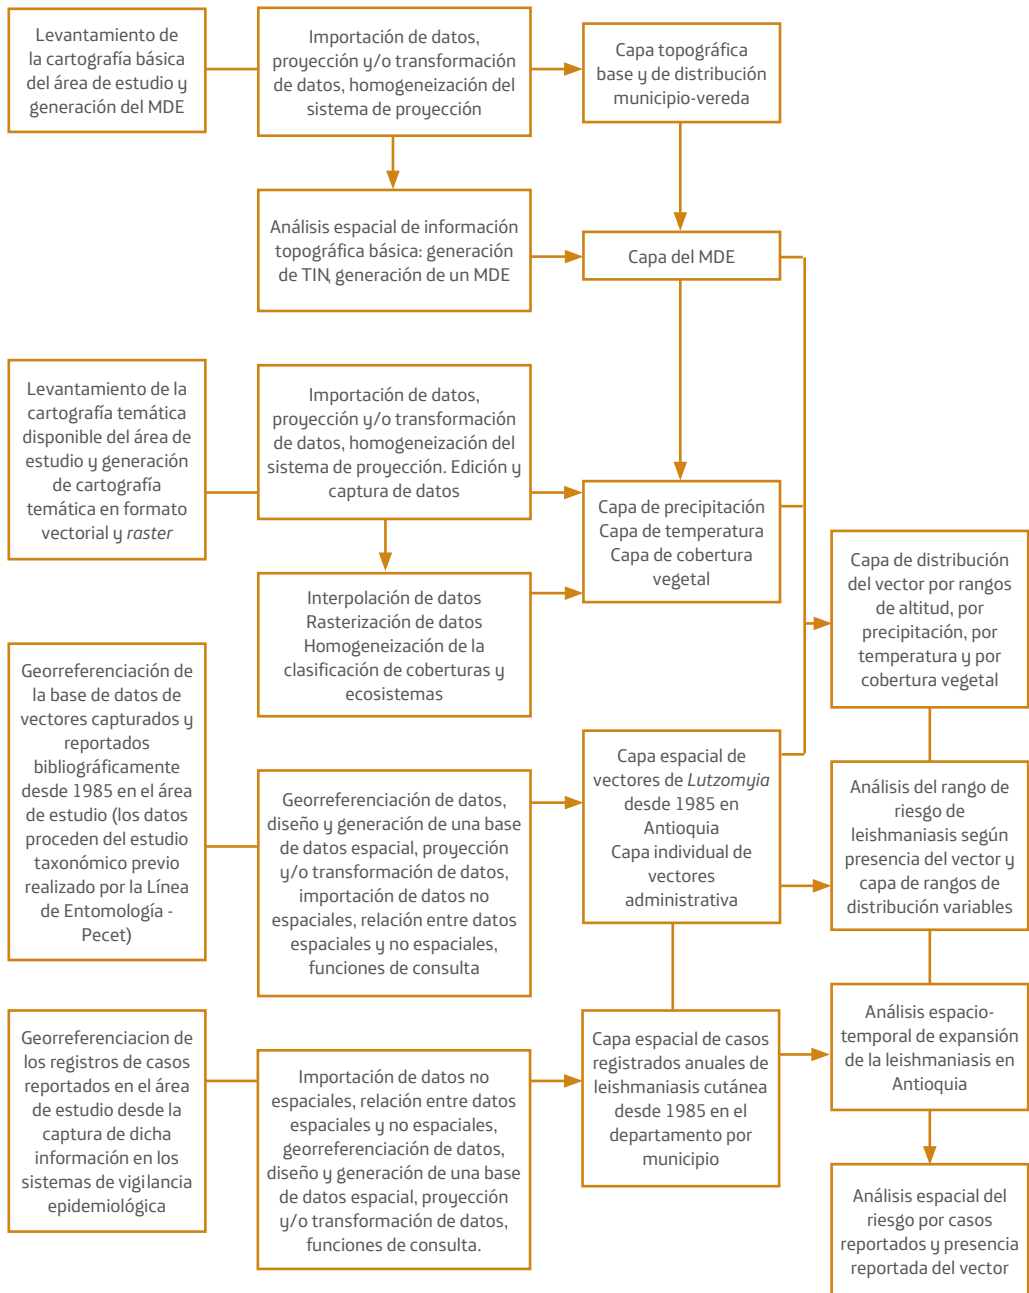 Levantamiento de
la cartografía básica
del área de estudio y
generación del MDE
Importación de datos,
proyección y/o transformación
de datos, homogeneización del
sistema de proyección
Capa topográfica
base y de distribución
municipio-vereda
Análisis espacial de información
topográfica básica: generación
de TIN, generación de un MDE
Capa del MDE
Levantamiento de la
cartografía temática
disponible del área de
estudio y generación
de cartografía
temática en formato
vectorial y raster
Importación de datos,
proyección y/o transformación
de datos, homogeneización del
sistema de proyección. Edición y
captura de datos
Capa de precipitación
Capa de temperatura
Capa de cobertura
vegetal
Interpolación de datos
Rasterización de datos
Homogeneización de la
clasificación de coberturas y
ecosistemas
Capa de distribución
del vector por rangos
de altitud, por
precipitación, por
temperatura y por
cobertura vegetal
Georreferenciación de
la base de datos de
vectores capturados y
reportados
bibliográficamente
desde 1985 en el área
de estudio (los datos
proceden del estudio
taxonómico previo
realizado por la Línea
de Entomología -
Pecet)
Georreferenciación de datos,
diseño y generación de una base
de datos espacial, proyección
y/o transformación de datos,
importación de datos no
espaciales, relación entre datos
espaciales y no espaciales,
funciones de consulta
Capa espacial de
vectores de Lutzomyia
desde 1985 en
Antioquia
Capa individual de
vectores
administrativa
Análisis del rango de
riesgo de
leishmaniasis según
presencia del vector y
capa de rangos de
distribución variables
Georreferenciacion de
los registros de casos
reportados en el área
de estudio desde la
captura de dicha
información en los
sistemas de vigilancia
epidemiológica
Importación de datos no
espaciales, relación entre datos
espaciales y no espaciales,
georreferenciación de datos,
diseño y generación de una base
de datos espacial, proyección
y/o transformación de datos,
funciones de consulta.
Capa espacial de casos
registrados anuales de
leishmaniasis cutánea
desde 1985 en el
departamento por
municipio
Análisis espacio-
temporal de expansión
de la leishmaniasis en
Antioquia
Análisis espacial del
riesgo por casos
reportados y presencia
reportada del vector